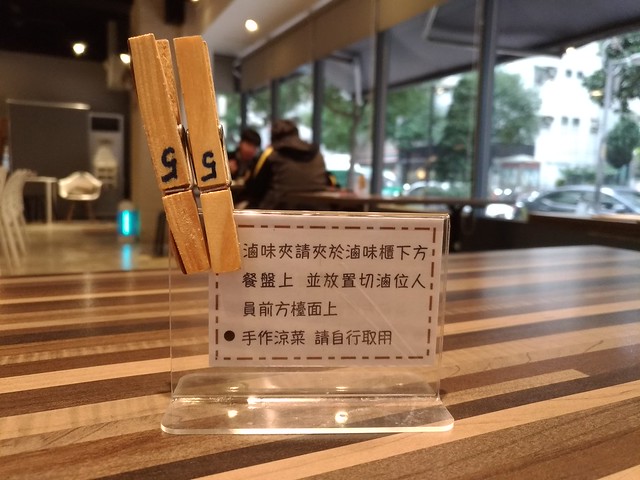 5 5
滷味夾請夾於滷味櫃下方
餐盤上 並放置切滷位人
員前方檯面上
● 手作涼菜 請自行取用